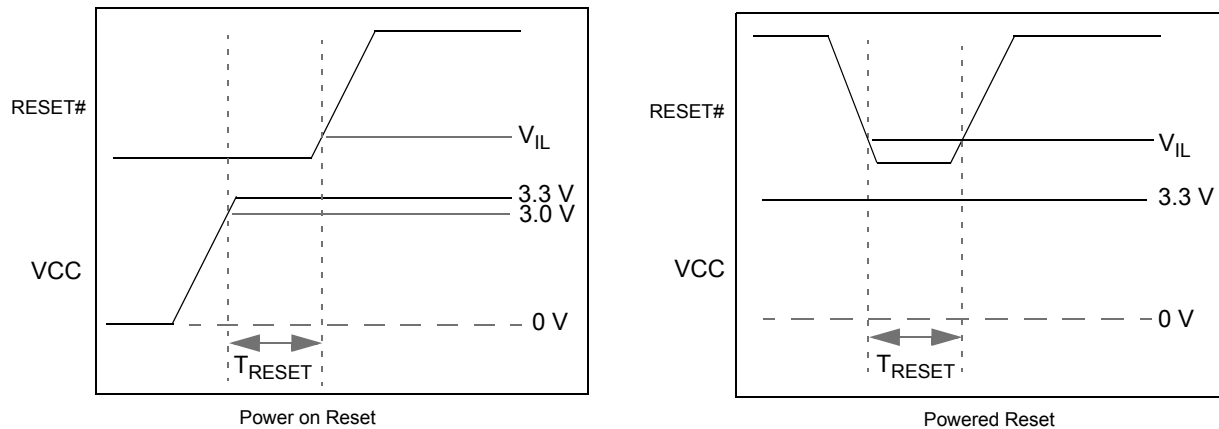 RESET#
VIL
3.3 V
3.0 V
VCC
0 V
TRESET
Power on Reset
RESET#
VIL
3.3 V
VCC
0 V
TRESET
Powered Reset